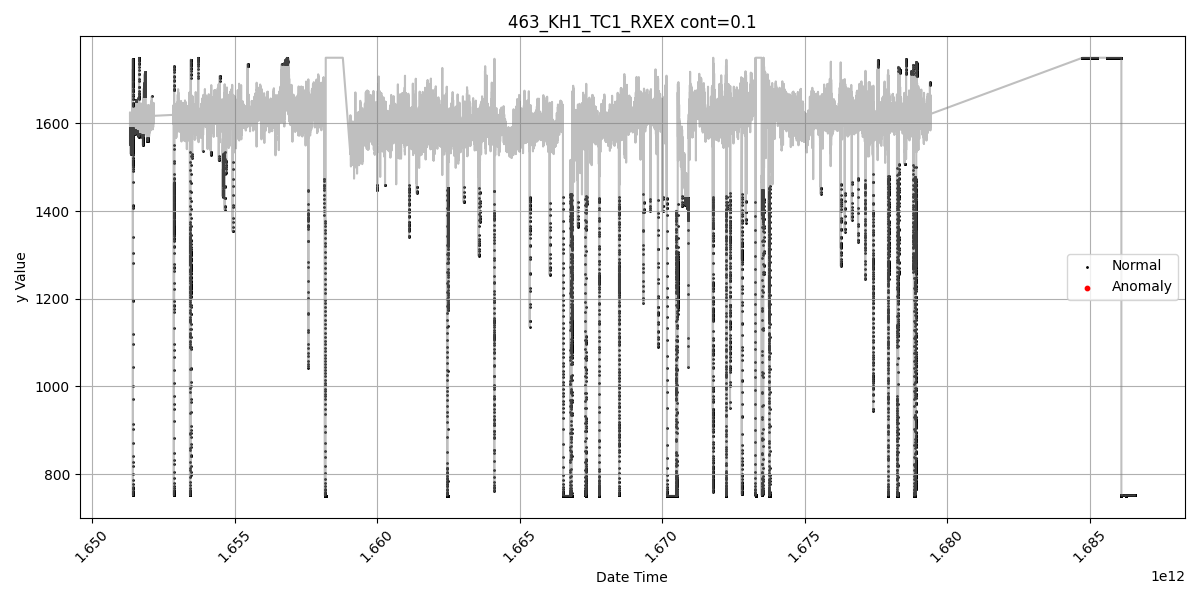 463_KH1_TC1_RXEX cont=0.1
1600
1400
1200
1000
800
y Value
Normal
Anomaly
1.650
1.655
1.660
1.665
1.670
1.675
1.680
1.685
1e12
Date Time